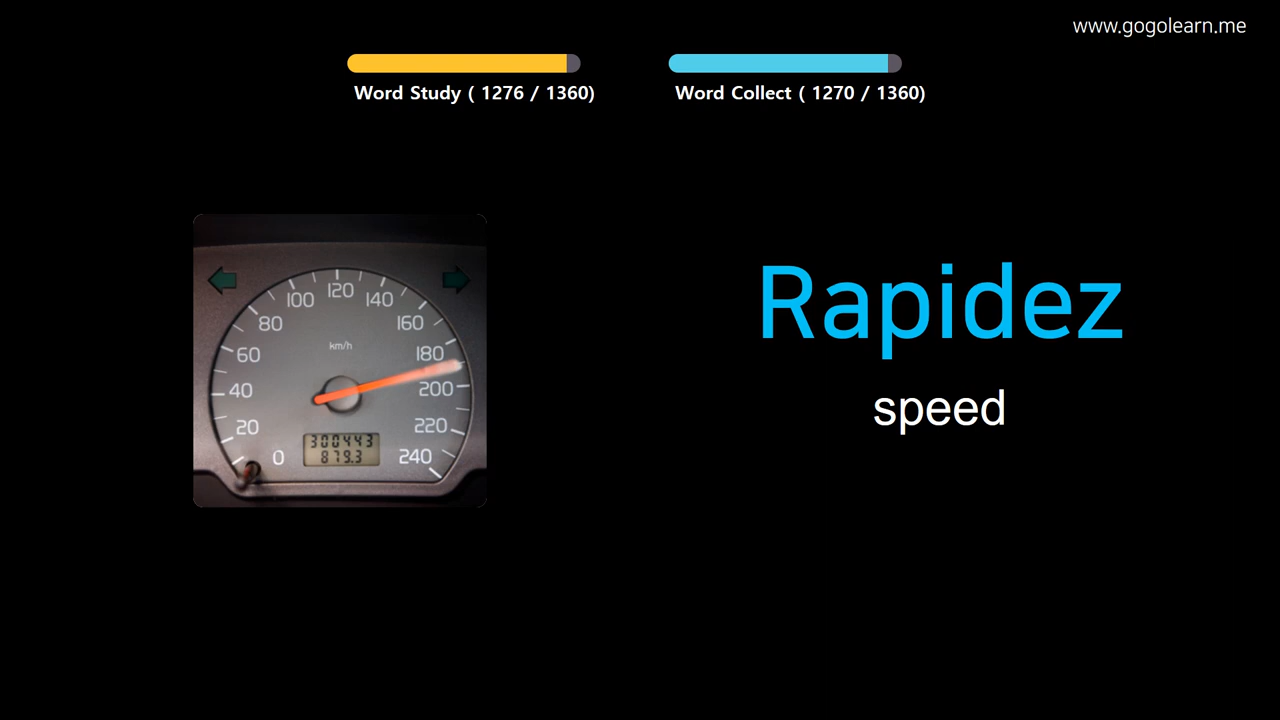 www.gogolearn.me
Word Study ( 1276 / 1360)
Word Collect ( 1270 / 1360)
Rapidez
speed
120
100
140
80
160
km/h
60
180
40
200
20
220
300443
0
879.3
240